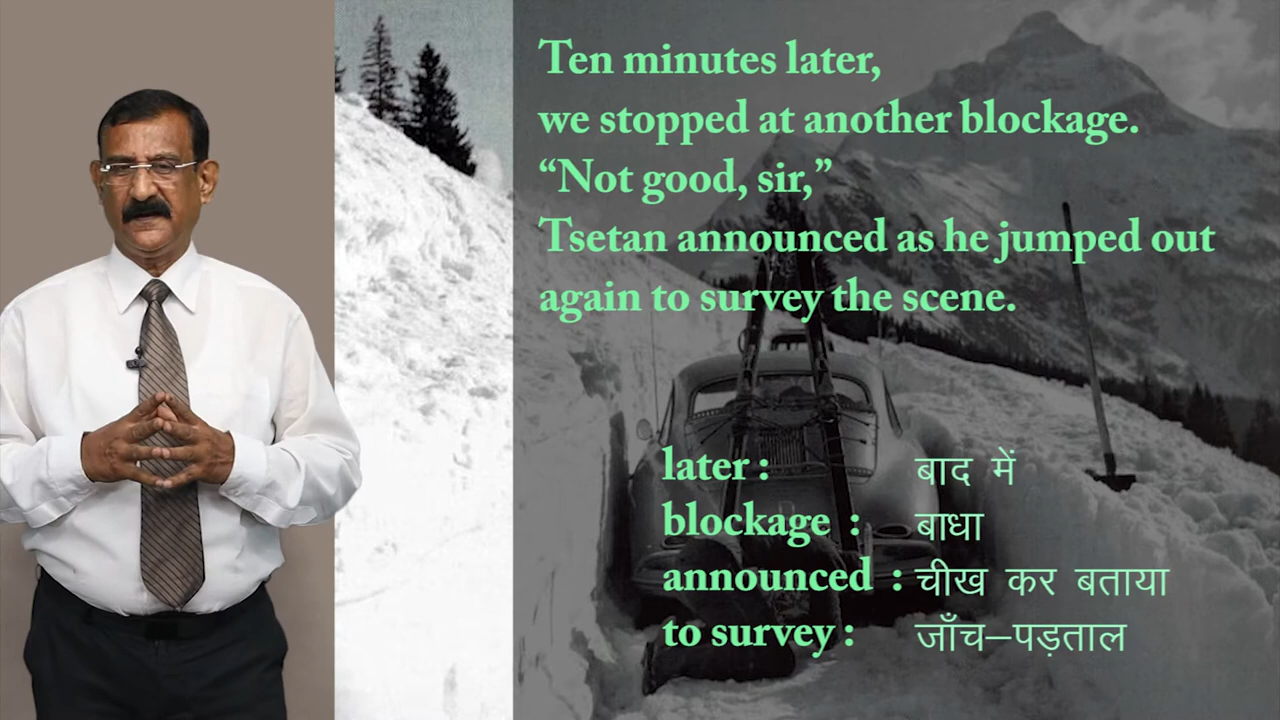 Ten minutes later,
we stopped at another blockage.
“Not good, sir,”
Tsetan announced as he jumped out
again to survey the scene.
later : बाद में
blockage : बाधा
announced : चीख कर बताया
to survey : जाँच–पड़ताल